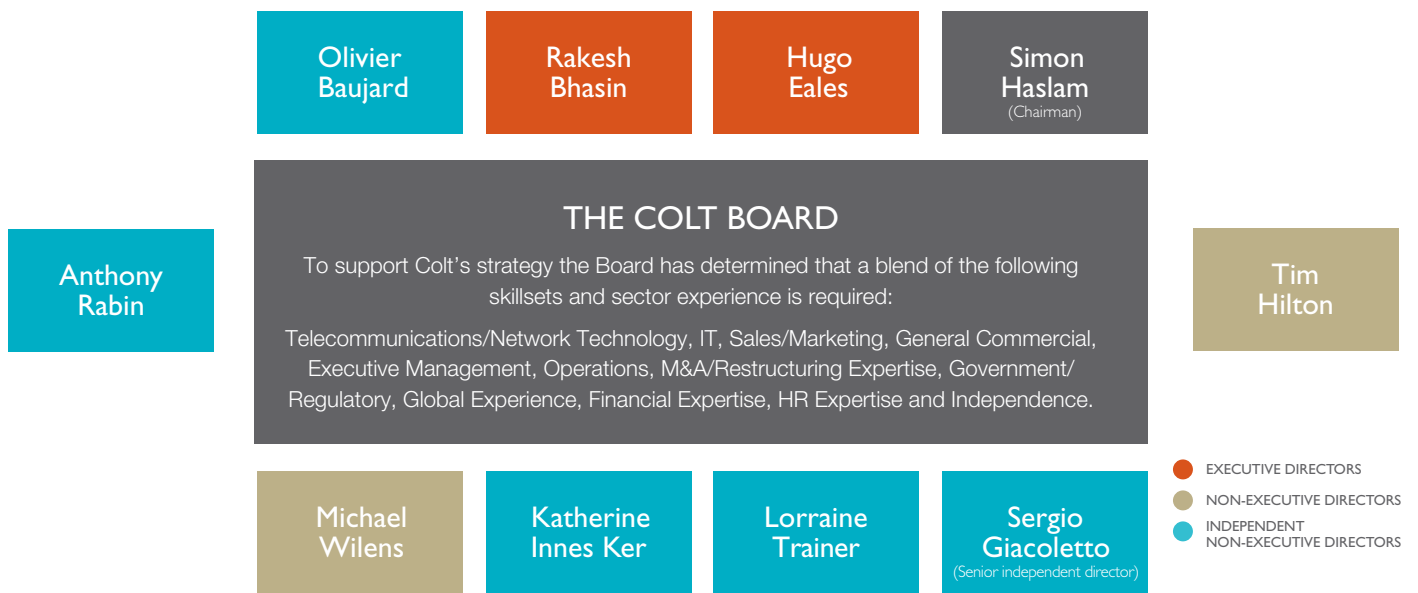 Olivier
Baujard
Rakesh
Bhasin
Hugo
Eales
Simon
Haslam
(Chairman)
Anthony
Rabin
THE COLT BOARD
To support Colt’s strategy the Board has determined that a blend of the following
skillsets and sector experience is required:
Telecommunications/Network Technology, IT, Sales/Marketing, General Commercial,
Executive Management, Operations, M&A/Restructuring Expertise, Government/
Regulatory, Global Experience, Financial Expertise, HR Expertise and Independence.
Tim
Hilton
Michael
Wilens
Katherine
Innes Ker
Lorraine
Trainer
Sergio
Giacoletto
(Senior independent director)
EXECUTIVE DIRECTORS
NON-EXECUTIVE DIRECTORS
INDEPENDENT
NON-EXECUTIVE DIRECTORS